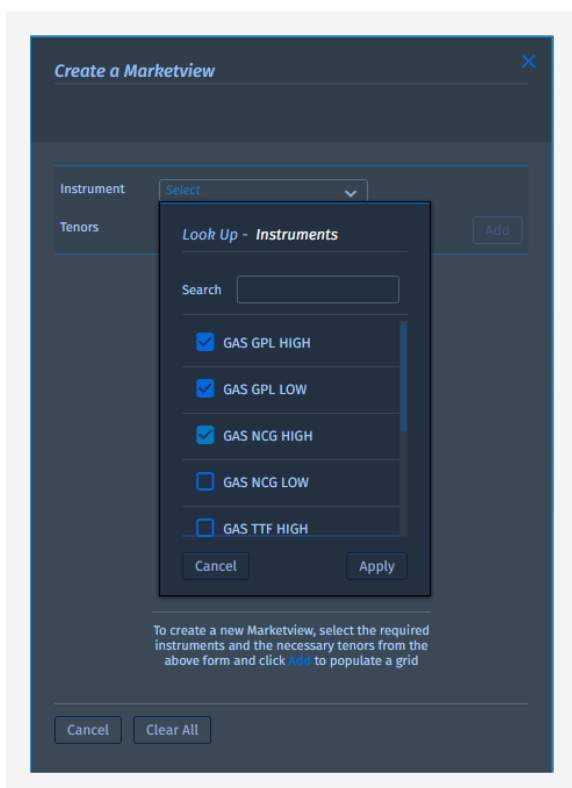 Create a Marketview
Instrument
Select
Tenors
Add
Look Up - Instruments
Search
GAS GPL HIGH
GAS GPL LOW
GAS NCG HIGH
GAS NCG LOW
GAS TTF HIGH
Cancel
Apply
To create a new Marketview, select the required
instruments and the necessary tenors from the
above form and click Add to populate a grid
Cancel
Clear All